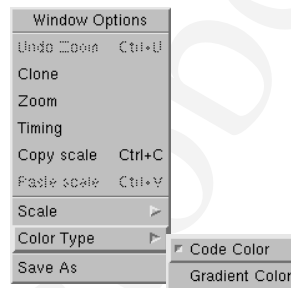 Window Options
Undo Zoom Ctrl+U
Clone
Zoom
Timing
Copy scale Ctrl+C
Paste scale Ctrl+V
Scale
Color Type
Code Color
Save As
Gradient Color